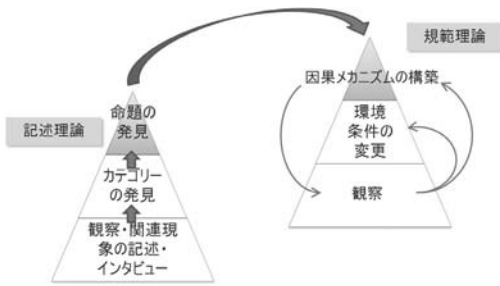 記述理論
命題の
発見
カテゴリー
の発見
観察・関連現
象の記述・
インタビュー
規範理論
因果メカニズムの構築
環境
条件の
変更
観察